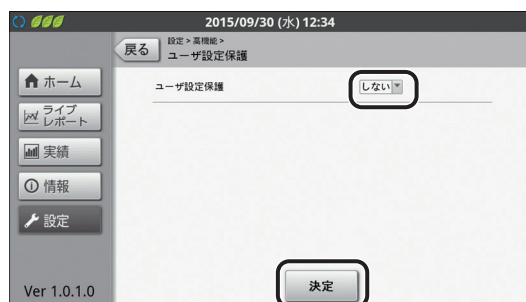 2015/09/30 (水) 12:34
戻る
設定 > 高機能 >
ユーザ設定保護
ホーム
ライブ
レポート
実績
情報
設定
Ver 1.0.1.0
ユーザ設定保護
しない
決定